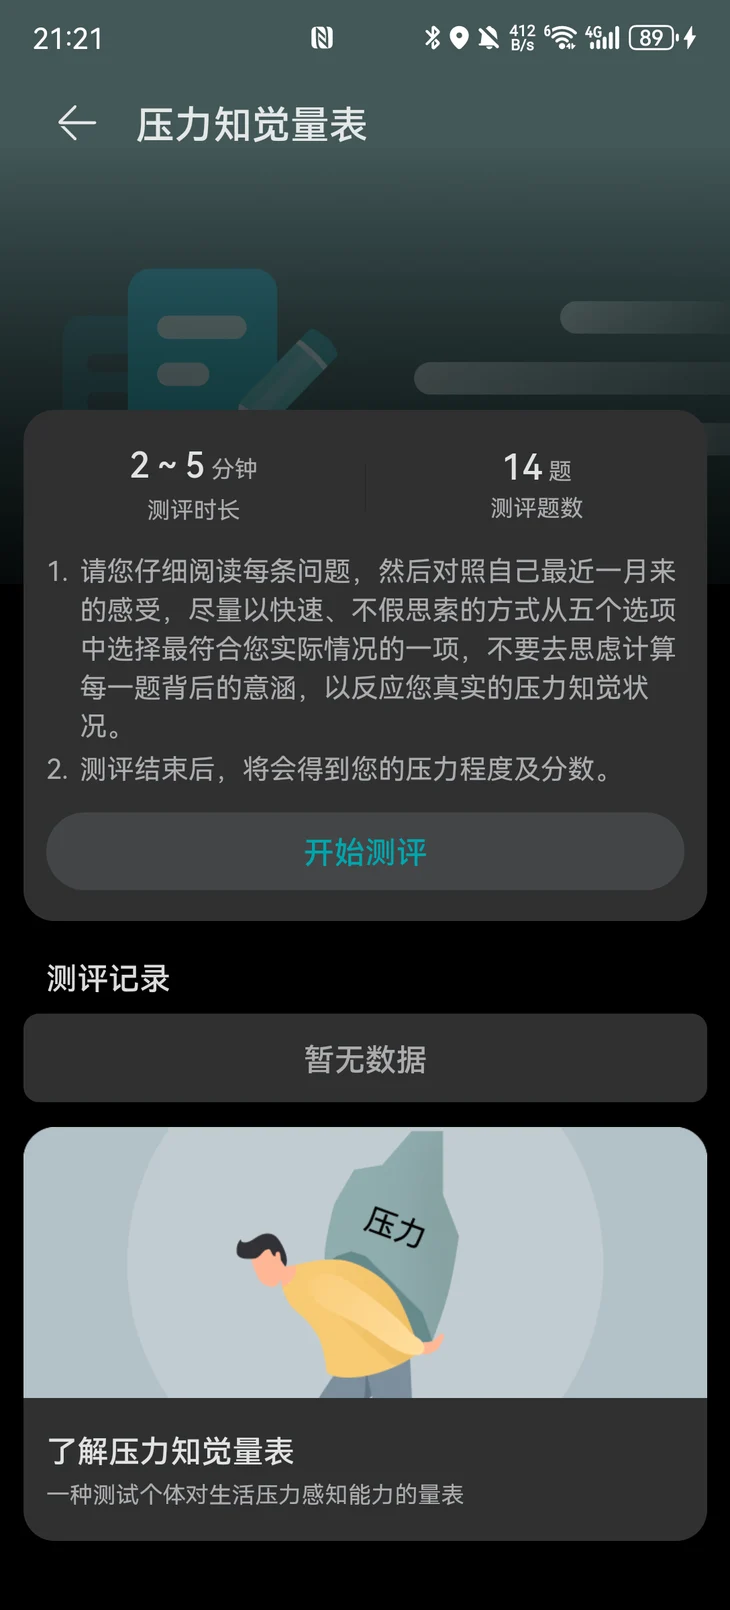 21:21
412
B/s
6
4G
89
压力知觉量表
2 ~ 5 分钟
14 题
测评时长
测评题数
1. 请您仔细阅读每条问题，然后对照自己最近一月来
的感受，尽量以快速、不假思索的方式从五个选项
中选择最符合您实际情况的一项，不要去思虑计算
每一题背后的意涵，以反应您真实的压力知觉状
况。
2. 测评结束后，将会得到您的压力程度及分数。
开始测评
测评记录
暂无数据
压力
了解压力知觉量表
一种测试个体对生活压力感知能力的量表